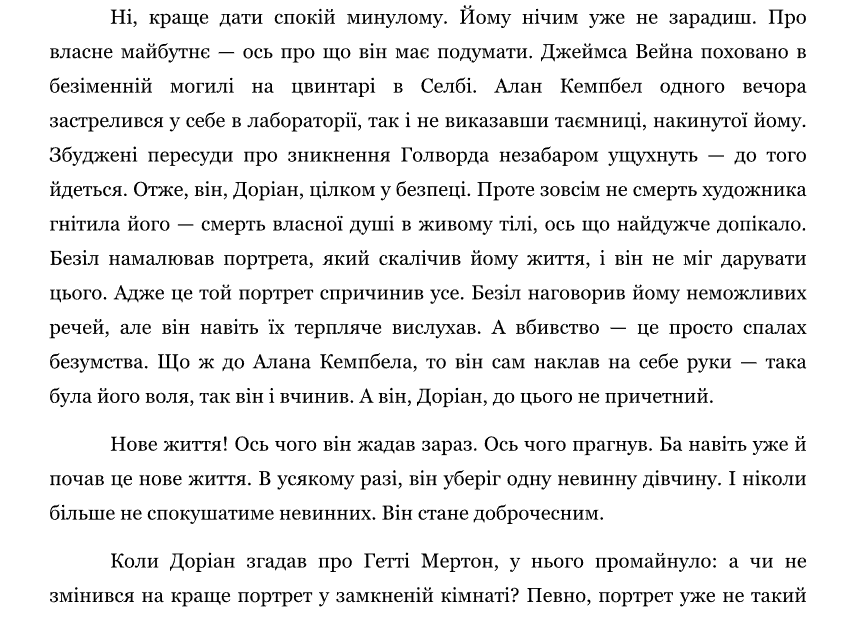 Ні, краще дати спокій минулому. Йому нічим уже не зарадиш. Про
власне майбутнє — ось про що він має подумати. Джеймса Вейна поховано в
безіменній могилі на цвинтарі в Селбі. Алан Кемпбел одного вечора
застрелився у себе в лабораторії, так і не виказавши таємниці, накинутої йому.
Збуджені пересуди про зникнення Голворда незабаром ущухнуть — до того
йдеться. Отже, він, Доріан, цілком у безпеці. Проте зовсім не смерть художника
гнітила його — смерть власної душі в живому тілі, ось що найдужче допікало.
Безіл намалював портрета, який скалічив йому життя, і він не міг дарувати
цього. Адже це той портрет спричинив усе. Безіл наговорив йому неможливих
речей, але він навіть їх терпляче вислухав. А вбивство — це просто спалах
безумства. Що ж до Алана Кемпбела, то він сам наклав на себе руки — така
була його воля, так він і вчинив. А він, Доріан, до цього не причетний.
Нове життя! Ось чого він жадав зараз. Ось чого прагнув. Ба навіть уже й
почав це нове життя. В усякому разі, він уберіг одну невинну дівчину. І ніколи
більше не спокушатиме невинних. Він стане доброчесним.
Коли Доріан згадав про Гетті Мертон, у нього промайнуло: а чи не
змінився на краще портрет у замкненій кімнаті? Певно, портрет уже не такий